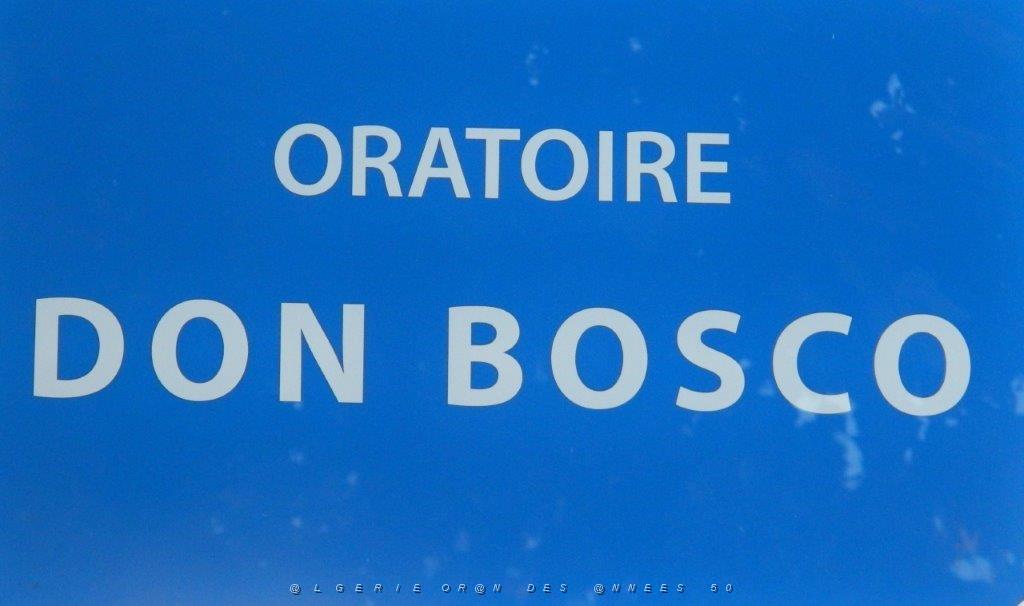 ORATOIRE
DON BOSCO
@LGERIE OR@N DES @NNEES 50